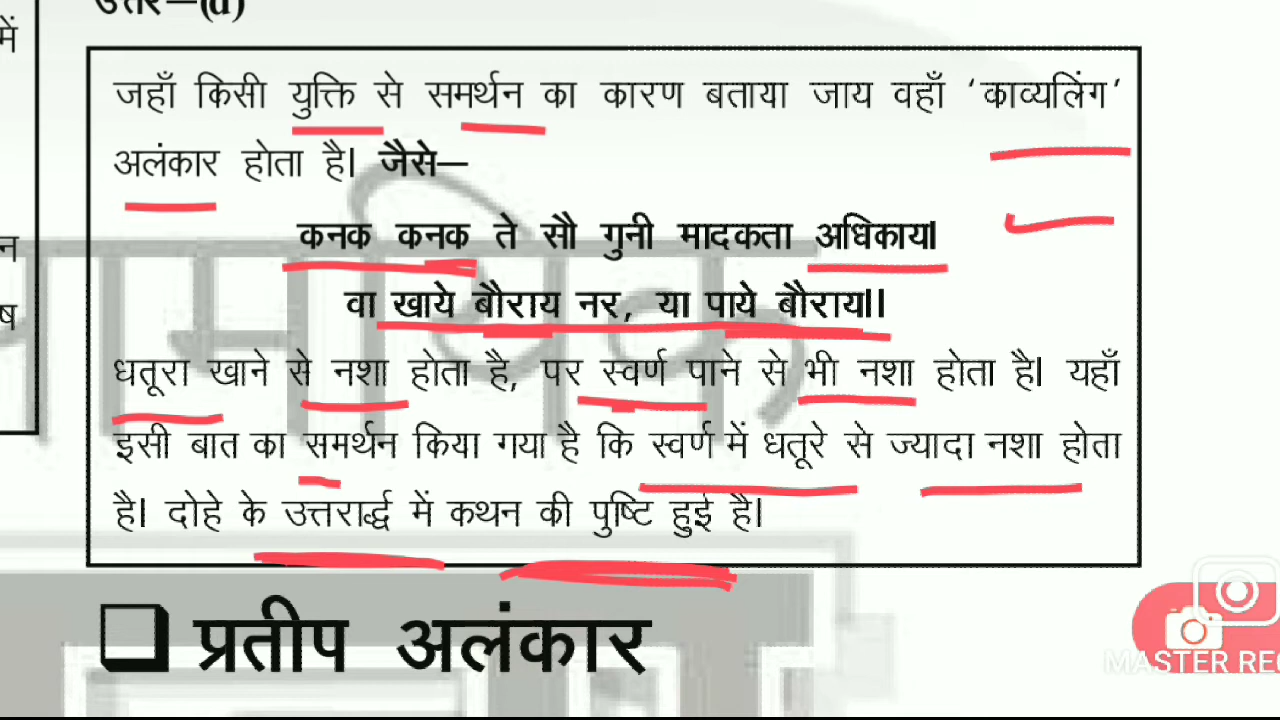 उत्तर—(d)
में
जहाँ किसी युक्ति से समर्थन का कारण बताया जाय वहाँ ‘काव्यलिंग’
अलंकार होता है। जैसे—
न
कनक कनक ते सौ गुनी मादकता अधिकाय।
ष
वा खाये बौराय नर, या पाये बौराय।।
धतूरा खाने से नशा होता है, पर स्वर्ण पाने से भी नशा होता है। यहाँ
इसी बात का समर्थन किया गया है कि स्वर्ण में धतूरे से ज्यादा नशा होता
है। दोहे के उत्तरार्द्ध में कथन की पुष्टि हुई है।
❑ प्रतीप अलंकार
MASTER REC